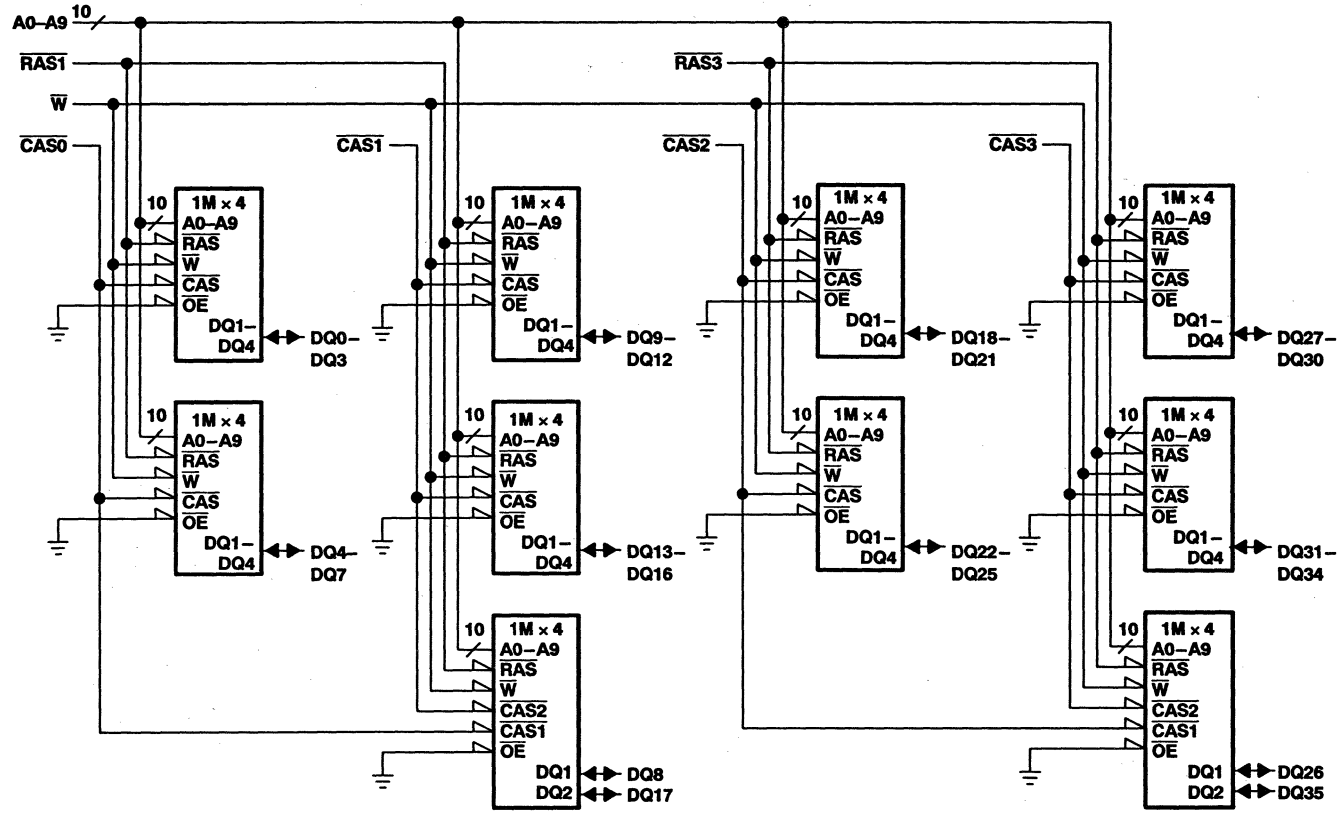 A0–A9 10
RAS1
RAS3
W
CAS0
CAS1
CAS2
CAS3
10
1M × 4
A0–A9
RAS
W
CAS
OE
DQ1–
DQ4
DQ0–
DQ3
10
1M × 4
A0–A9
RAS
W
CAS
OE
DQ1–
DQ4
DQ9–
DQ12
10
1M × 4
A0–A9
RAS
W
CAS
OE
DQ1–
DQ4
DQ18–
DQ21
10
1M × 4
A0–A9
RAS
W
CAS
OE
DQ1–
DQ4
DQ27–
DQ30
10
1M × 4
A0–A9
RAS
W
CAS
OE
DQ1–
DQ4
DQ4–
DQ7
10
1M × 4
A0–A9
RAS
W
CAS
OE
DQ1–
DQ4
DQ13–
DQ16
10
1M × 4
A0–A9
RAS
W
CAS
OE
DQ1–
DQ4
DQ22–
DQ25
10
1M × 4
A0–A9
RAS
W
CAS
OE
DQ1–
DQ4
DQ31–
DQ34
10
1M × 4
A0–A9
RAS
W
CAS2
CAS1
OE
DQ1
DQ2
DQ8
DQ17
10
1M × 4
A0–A9
RAS
W
CAS2
CAS1
OE
DQ1
DQ2
DQ26
DQ35